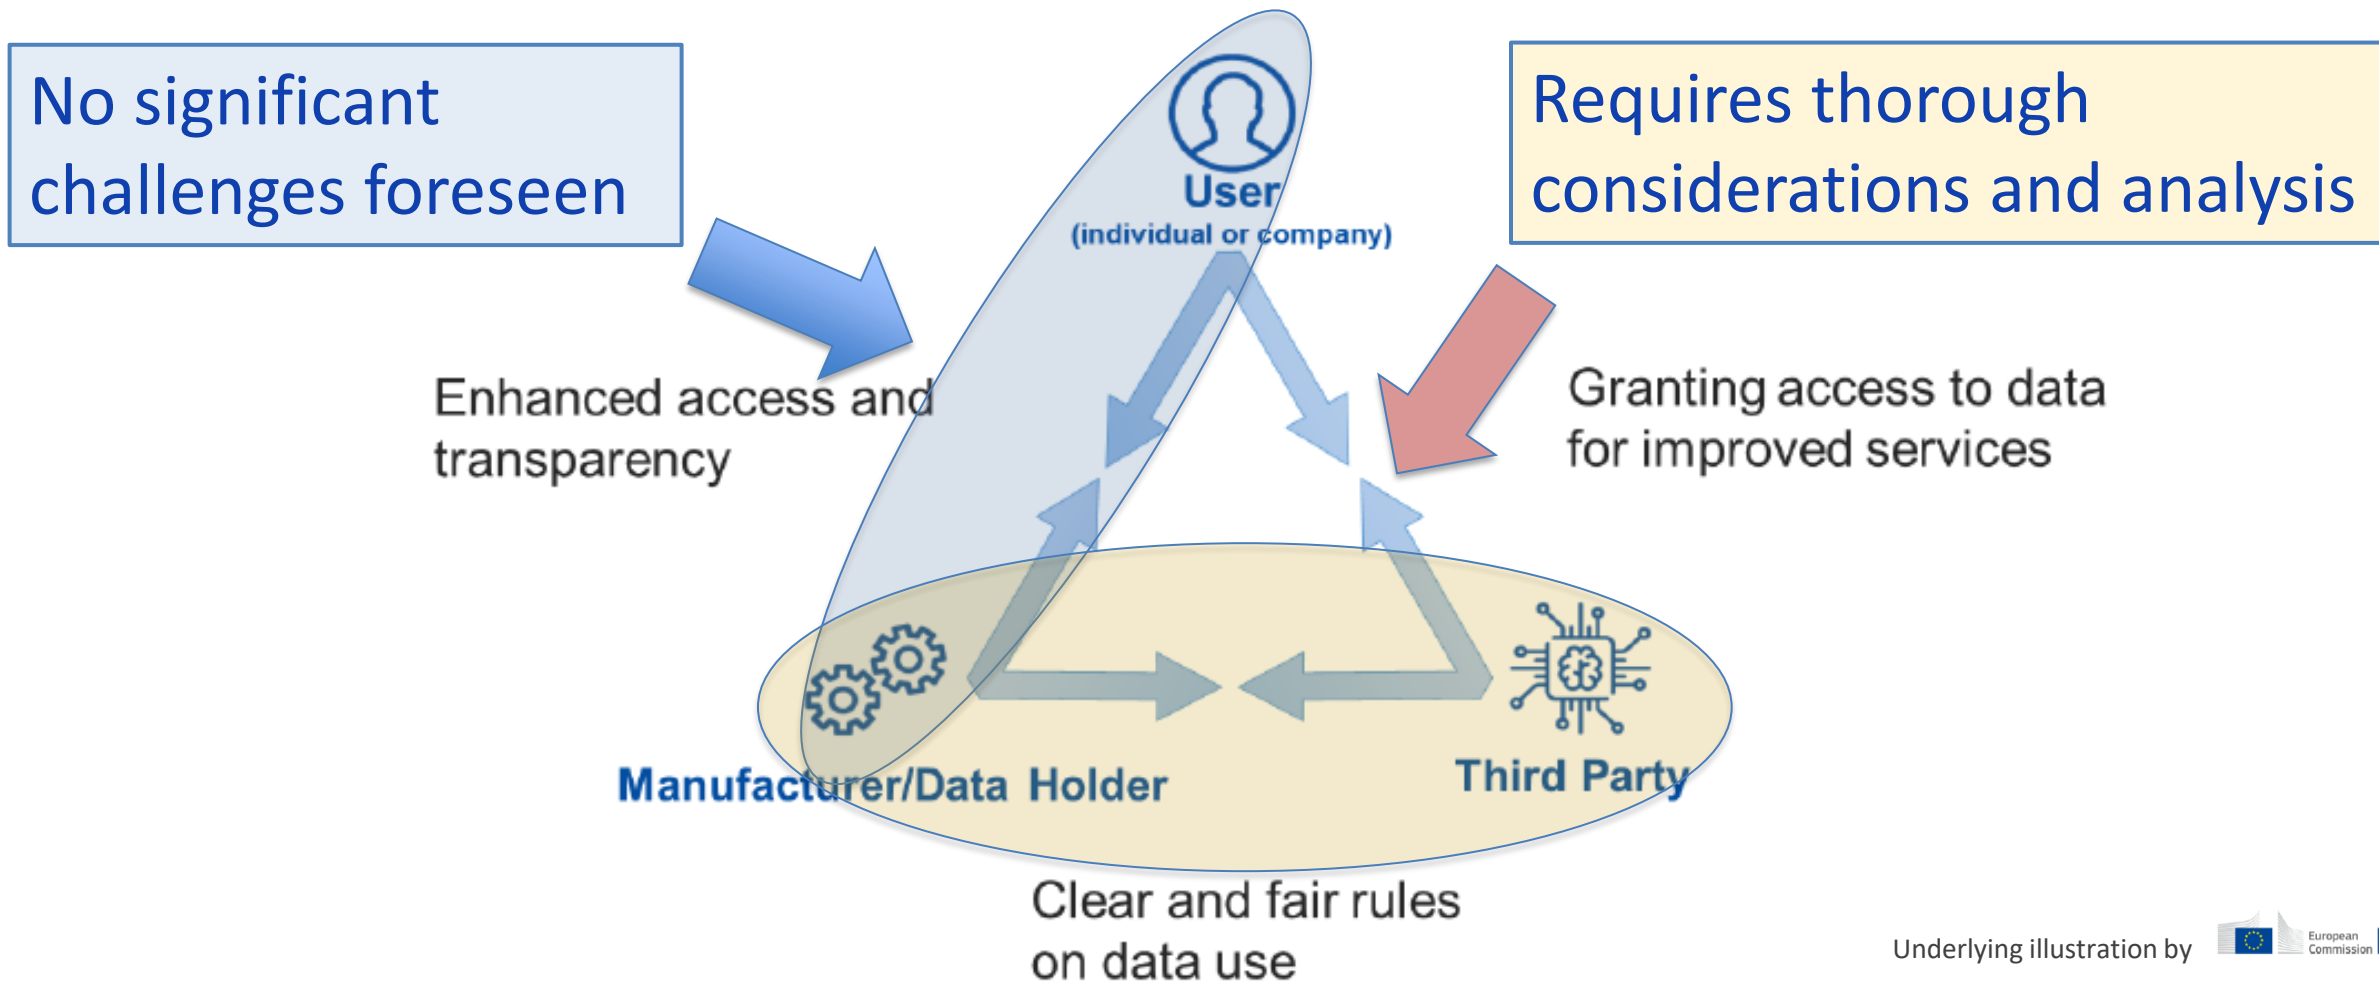 No significant
challenges foreseen
Requires thorough
considerations and analysis
User
(individual or company)
Enhanced access and
transparency
Granting access to data
for improved services
Manufacturer/Data Holder
Third Party
Clear and fair rules
on data use
Underlying illustration by
European
Commission